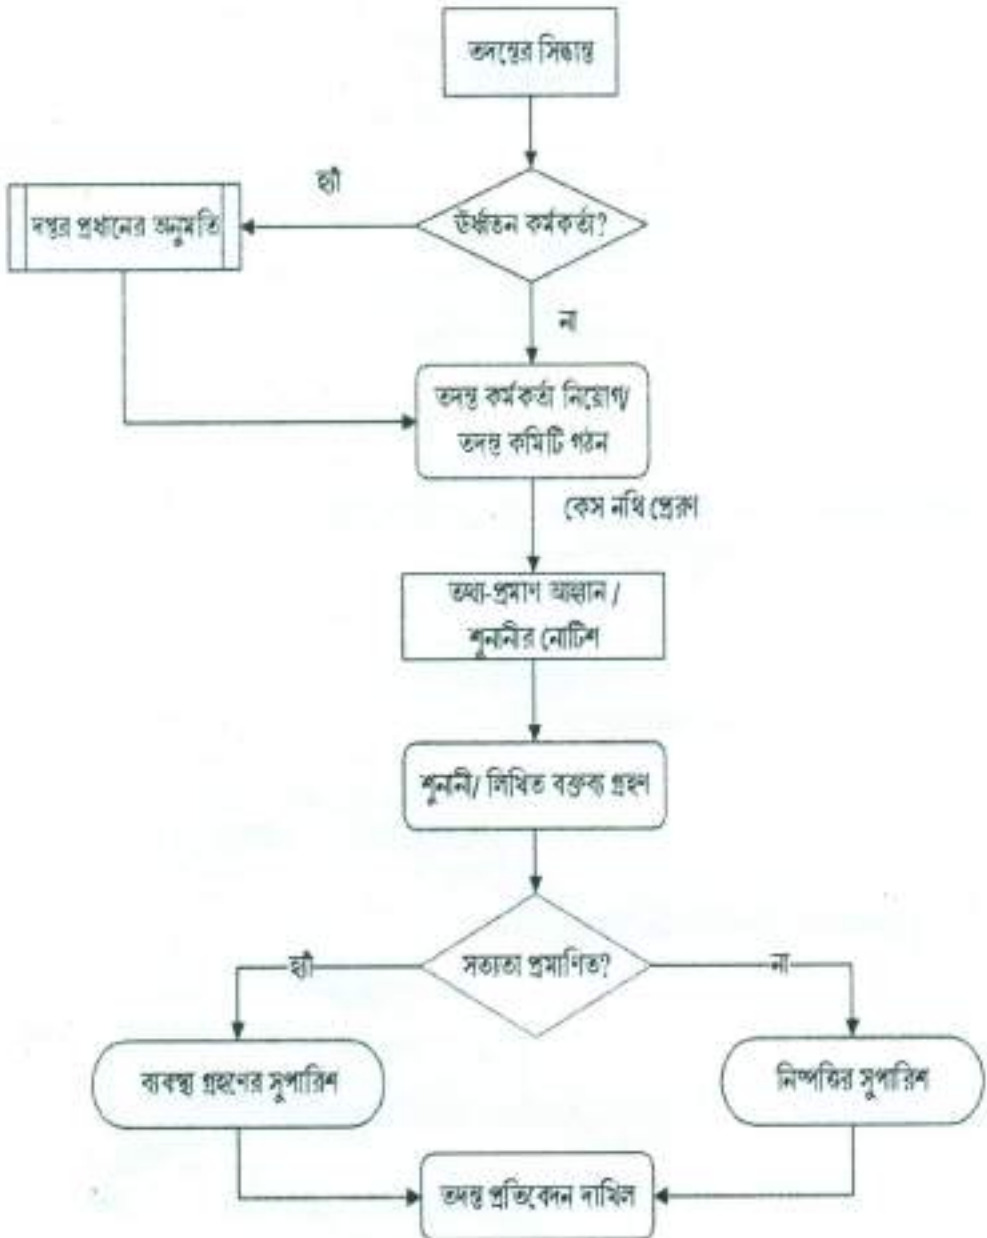 তদন্তের সিদ্ধান্ত
হ্যাঁ
দপ্তর প্রধানের অনুমতি
ঊর্ধ্বতন কর্মকর্তা?
না
তদন্ত কর্মকর্তা নিয়োগ/
তদন্ত কমিটি গঠন
কেস নথি প্রেরণ
তথ্য-প্রমাণ আহ্বান /
শুনানীর নোটিশ
শুনানী/ লিখিত বক্তব্য গ্রহণ
হ্যাঁ
সত্যতা প্রমাণিত?
না
ব্যবস্থা গ্রহণের সুপারিশ
নিষ্পত্তির সুপারিশ
তদন্ত প্রতিবেদন দাখিল